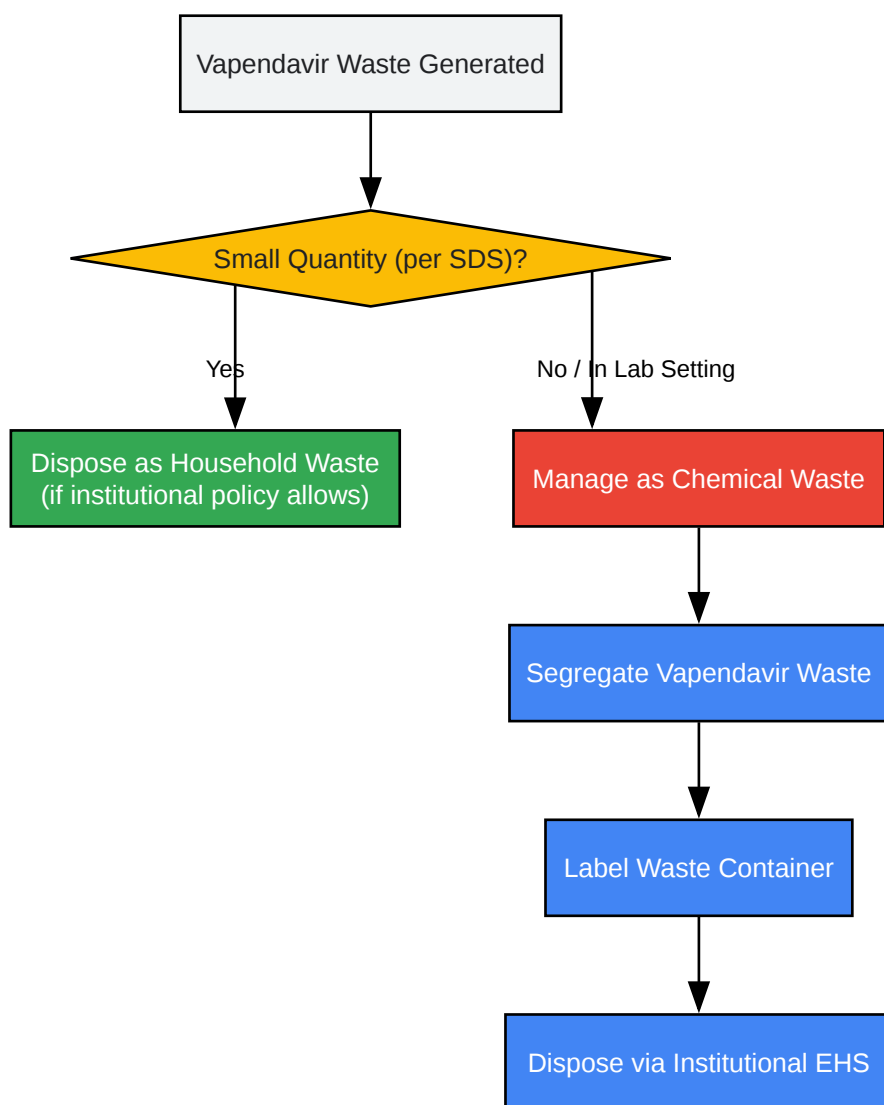 Vapendavir Waste Generated
Small Quantity (per SDS)?
Yes
No / In Lab Setting
Dispose as Household Waste
(if institutional policy allows)
Manage as Chemical Waste
Segregate Vapendavir Waste
Label Waste Container
Dispose via Institutional EHS